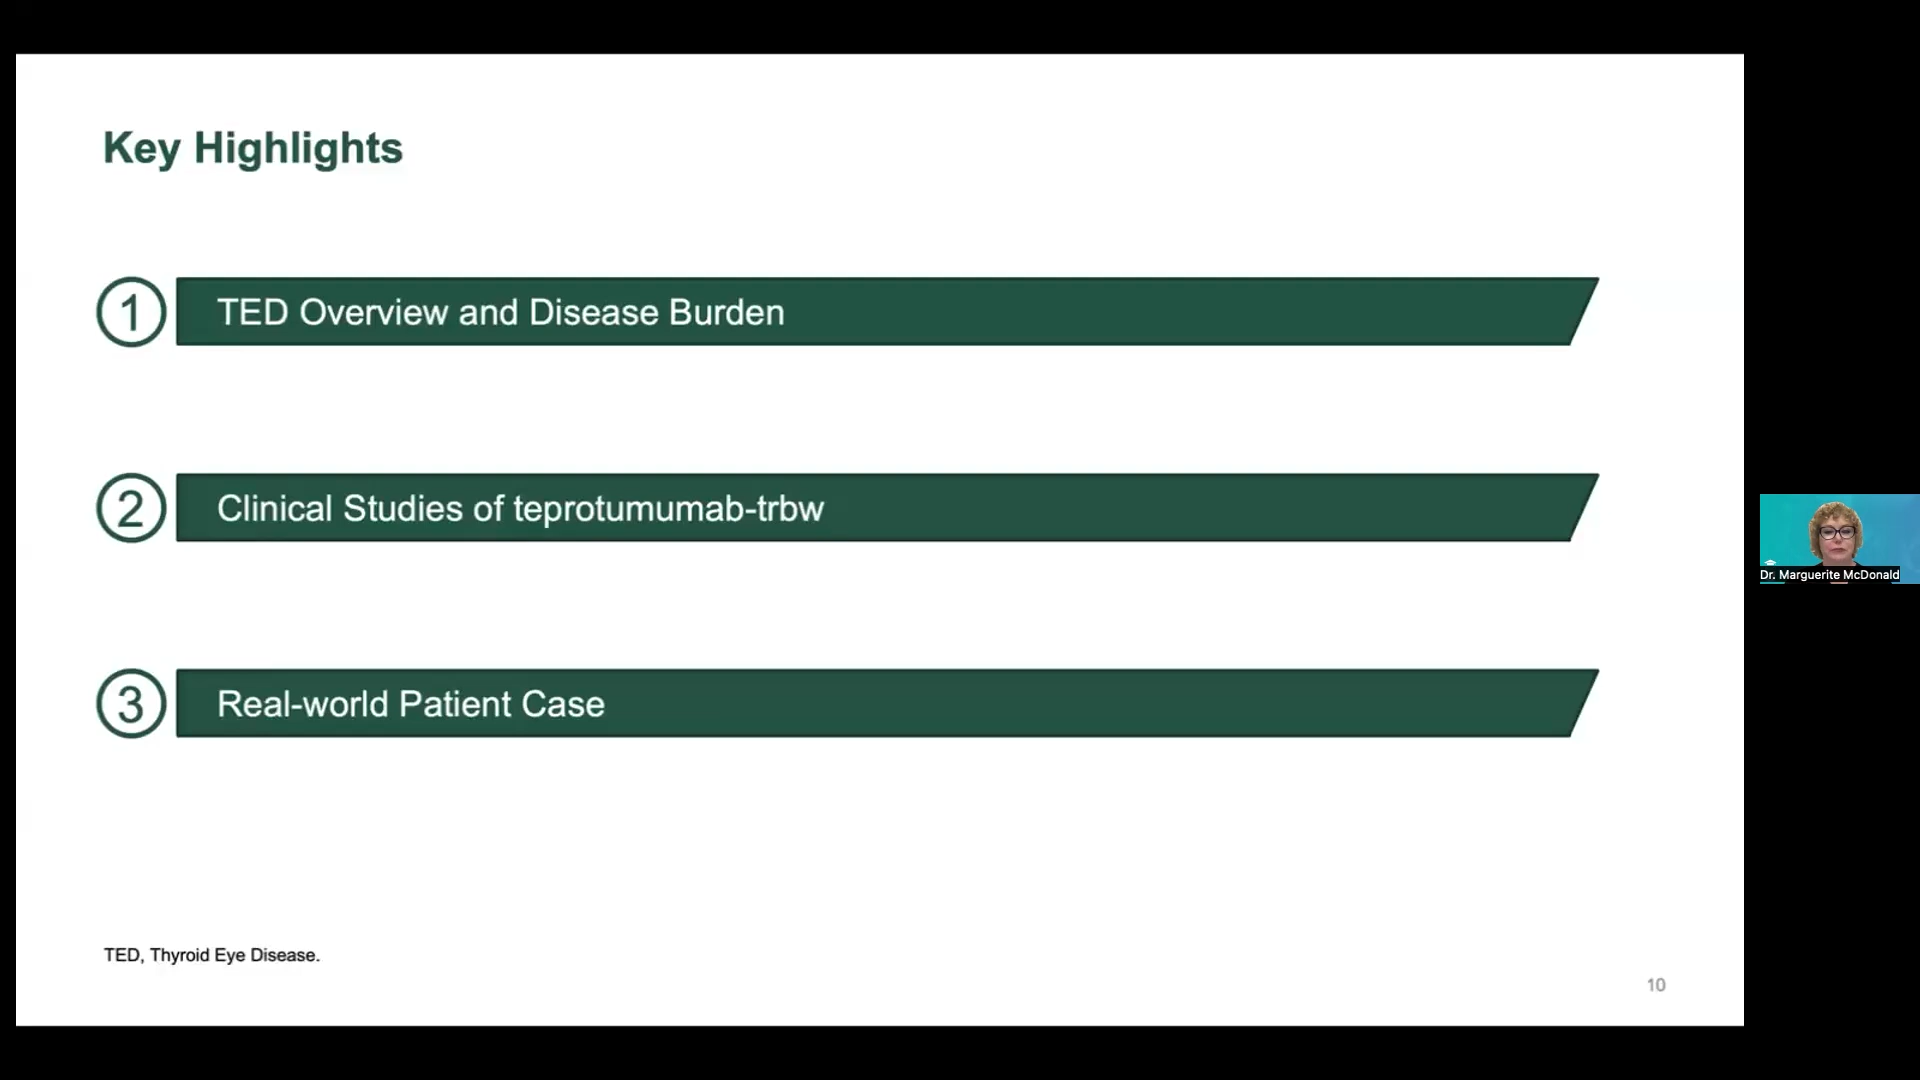 Key Highlights
1 TED Overview and Disease Burden
2 Clinical Studies of teprotumumab-trbw
3 Real-world Patient Case
TED, Thyroid Eye Disease.
10
Dr. Marguerite McDonald